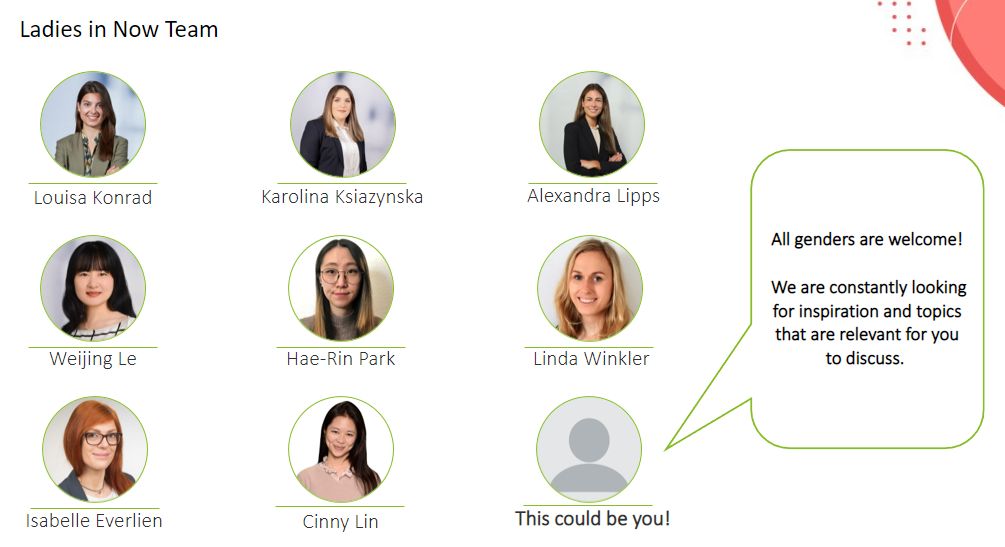 Ladies in Now Team
Louisa Konrad
Karolina Ksiazynska
Alexandra Lipps
Weijing Le
Hae-Rin Park
Linda Winkler
Isabelle Everlien
Cinny Lin
This could be you!
All genders are welcome!
We are constantly looking
for inspiration and topics
that are relevant for you
to discuss.